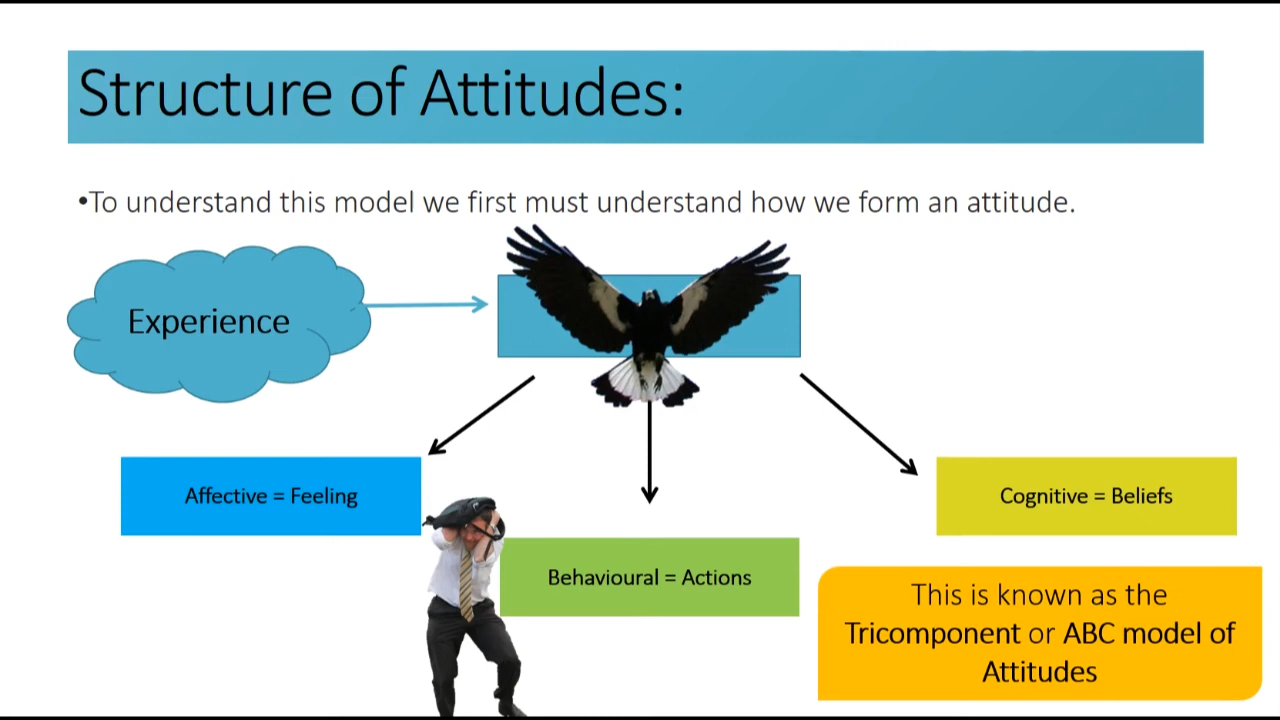 Structure of Attitudes:
•To understand this model we first must understand how we form an attitude.
Experience
Affective = Feeling
Cognitive = Beliefs
Behavioural = Actions
This is known as the
Tricomponent or ABC model of
Attitudes